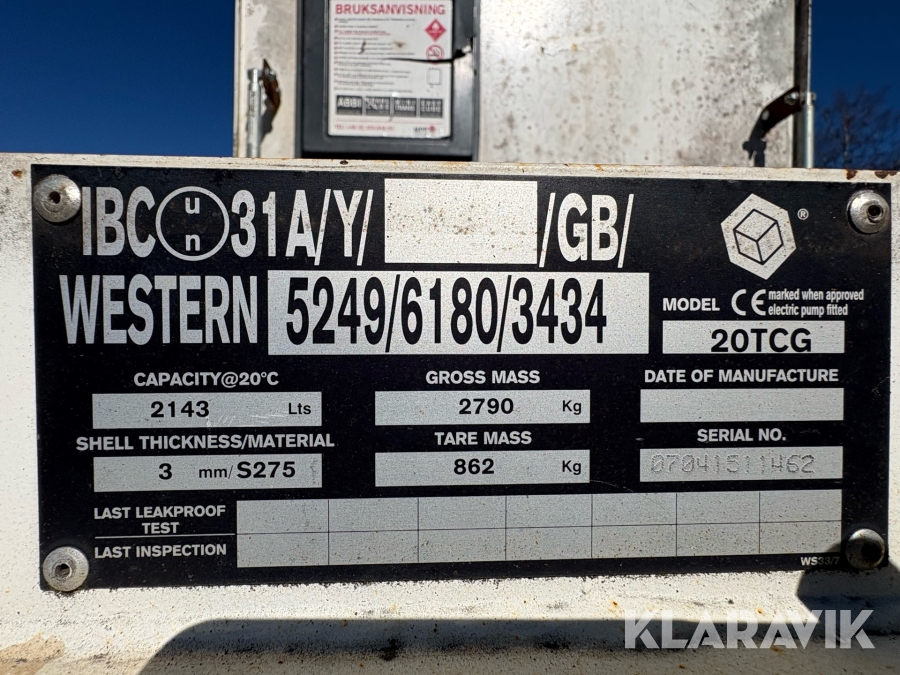 BRUKSANVISNING
IBC un 31A/Y/ /GB/
®
WESTERN 5249/6180/3434
MODEL CE marked when approved
electric pump fitted
20TCG
CAPACITY@20°C GROSS MASS DATE OF MANUFACTURE
2143 Lts 2790 Kg
SHELL THICKNESS/MATERIAL TARE MASS SERIAL NO.
3 mm/S275 862 Kg 07041511462
LAST LEAKPROOF
TEST
LAST INSPECTION
WS33/7
KLARAVIK